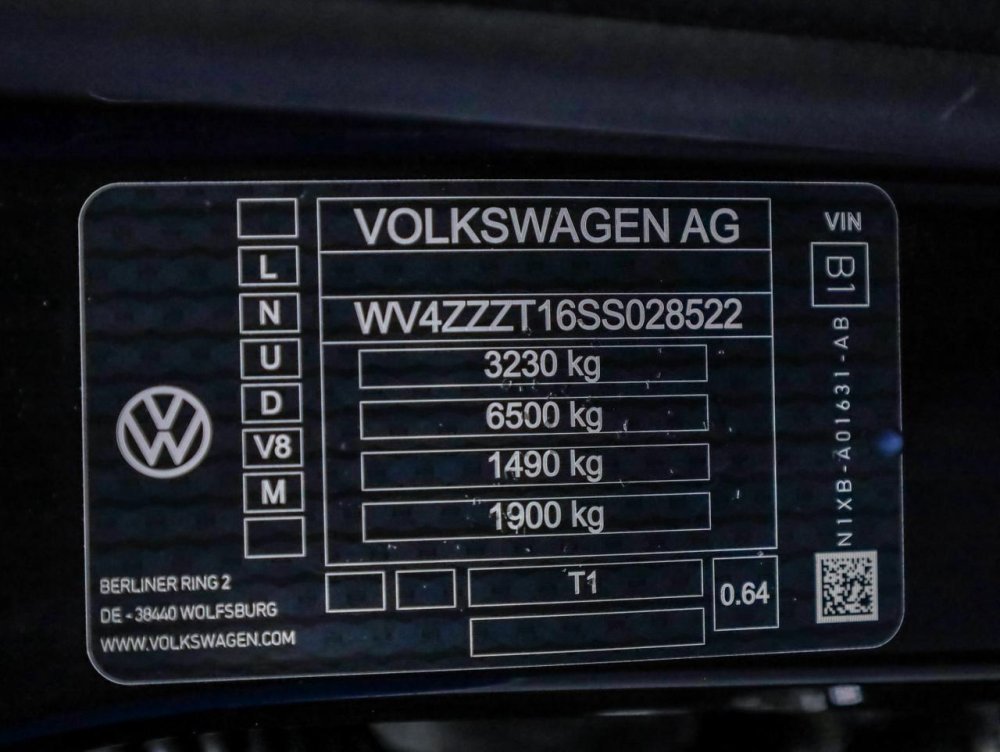 VOLKSWAGEN AG
WV4ZZZT16SS028522
3230 kg
6500 kg
1490 kg
1900 kg
L
N
U
D
V8
M
T1
0.64
VIN
B1
N1XB-A01631-AB
BERLINER RING 2
DE - 38440 WOLFSBURG
WWW.VOLKSWAGEN.COM